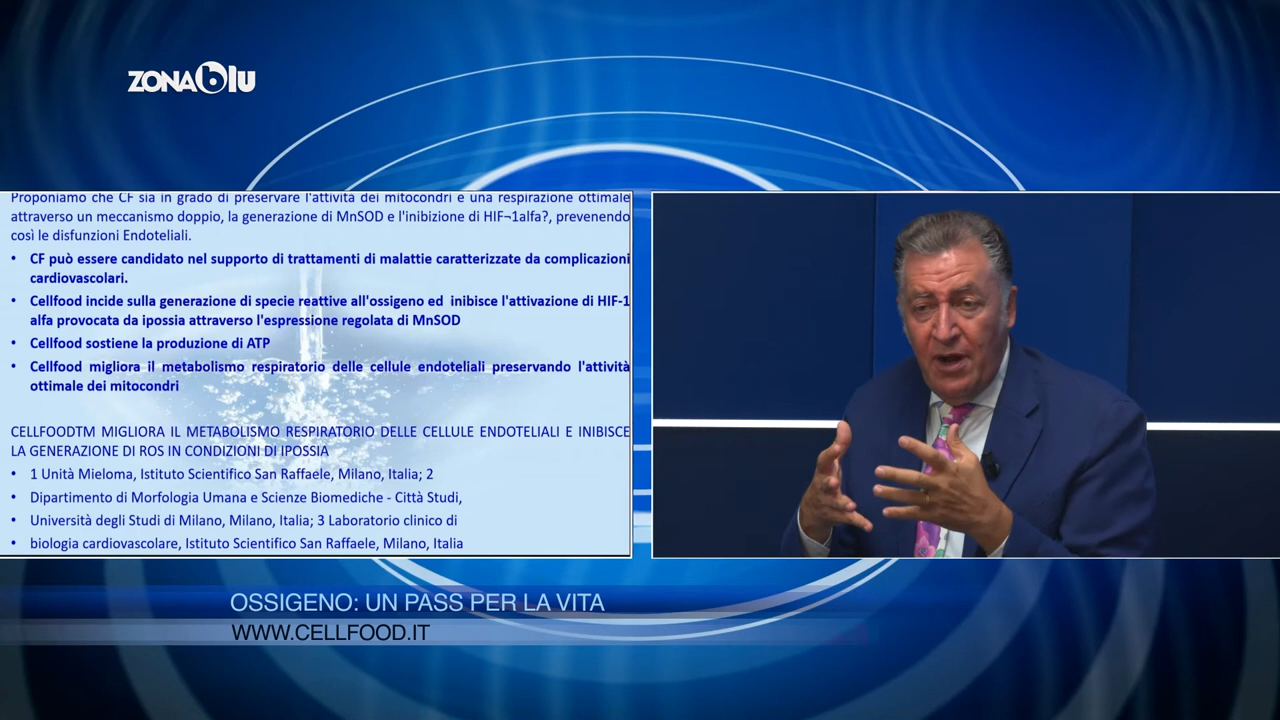 ZONAblu
Proponiamo che CF sia in grado di preservare l'attività dei mitocondri e una respirazione ottimale
attraverso un meccanismo doppio, la generazione di MnSOD e l'inibizione di HIF¬1alfa?, prevenendo
così le disfunzioni Endoteliali.
• CF può essere candidato nel supporto di trattamenti di malattie caratterizzate da complicazioni
cardiovascolari.
• Cellfood incide sulla generazione di specie reattive all'ossigeno ed inibisce l'attivazione di HIF-1
alfa provocata da ipossia attraverso l'espressione regolata di MnSOD
• Cellfood sostiene la produzione di ATP
• Cellfood migliora il metabolismo respiratorio delle cellule endoteliali preservando l'attività
ottimale dei mitocondri
CELLFOODTM MIGLIORA IL METABOLISMO RESPIRATORIO DELLE CELLULE ENDOTELIALI E INIBISCE
LA GENERAZIONE DI ROS IN CONDIZIONI DI IPOSSIA
• 1 Unità Mieloma, Istituto Scientifico San Raffaele, Milano, Italia; 2
• Dipartimento di Morfologia Umana e Scienze Biomediche - Città Studi,
• Università degli Studi di Milano, Milano, Italia; 3 Laboratorio clinico di
• biologia cardiovascolare, Istituto Scientifico San Raffaele, Milano, Italia
OSSIGENO: UN PASS PER LA VITA
WWW.CELLFOOD.IT